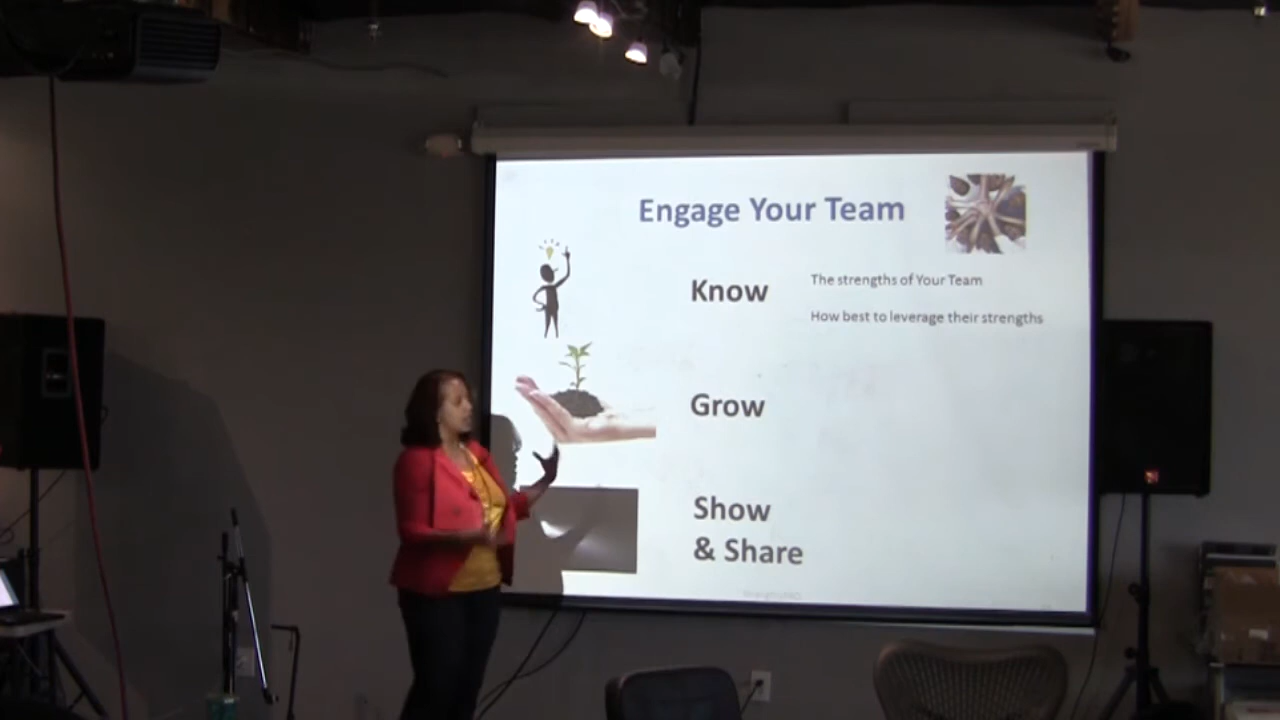 Engage Your Team
Know
The strengths of Your Team
How best to leverage their strengths
Grow
Show
& Share